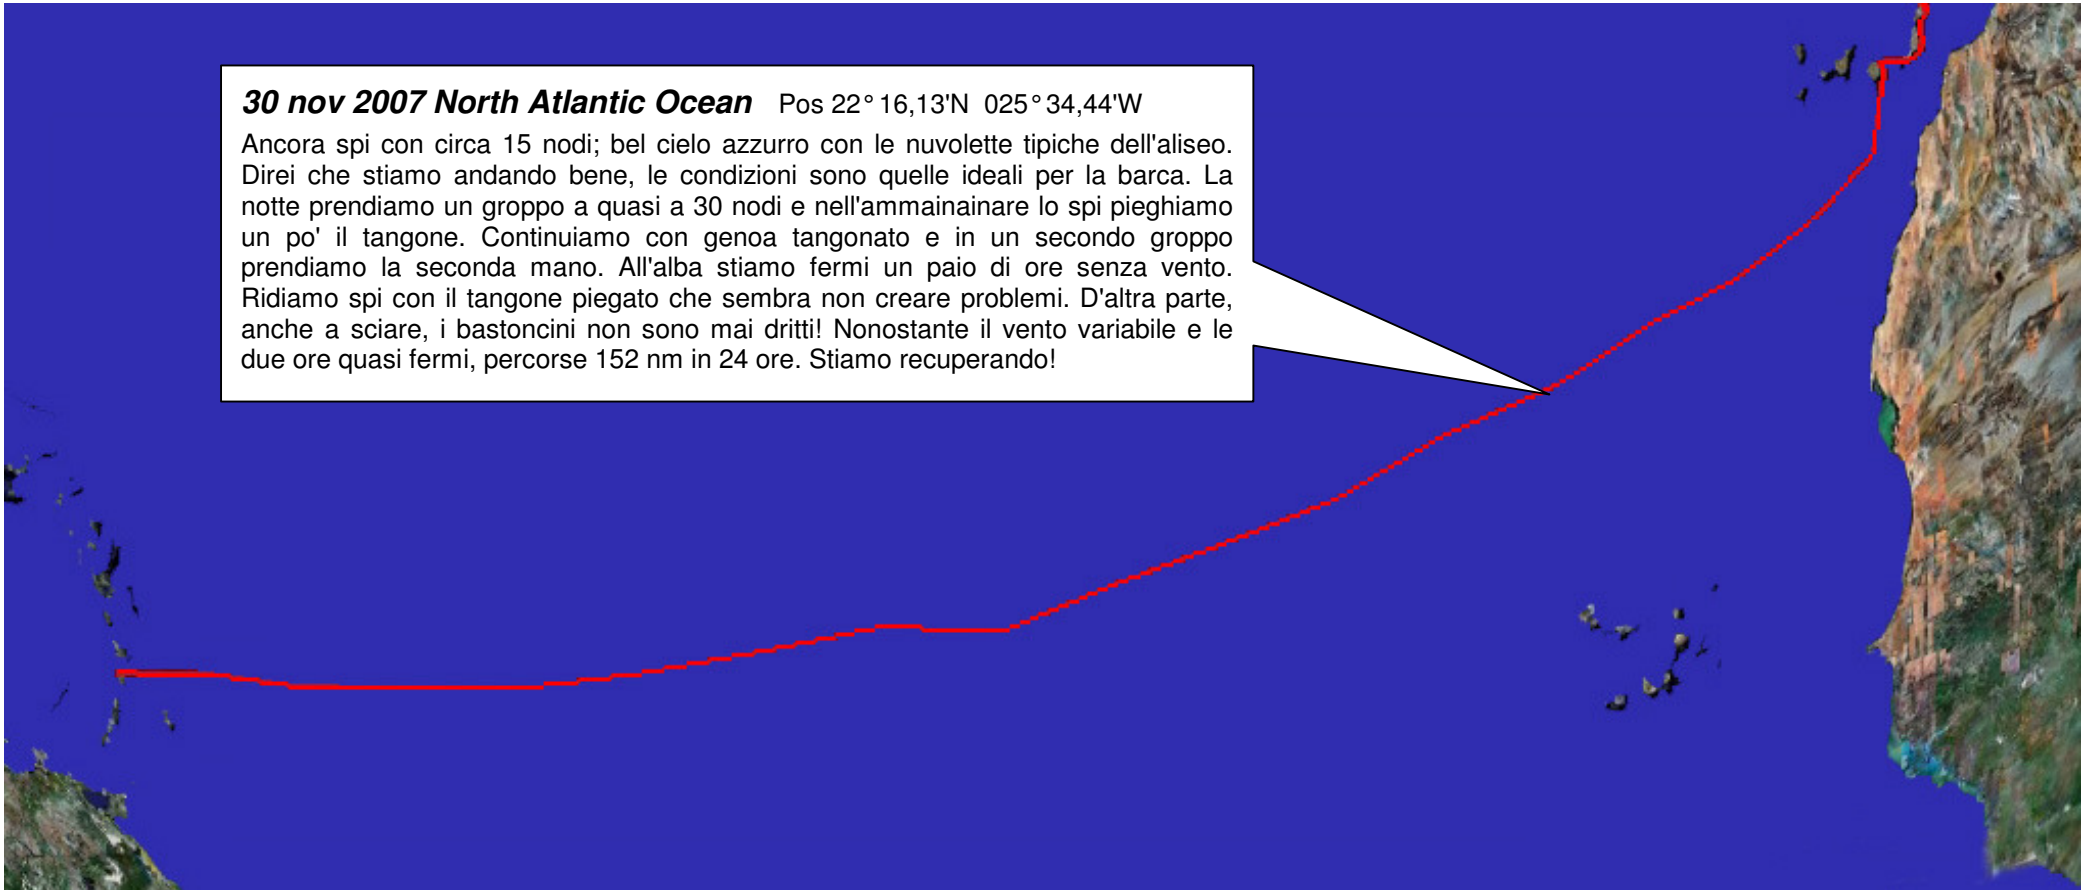 30 nov 2007 North Atlantic Ocean Pos 22°16,13'N 025°34,44'W
Ancora spi con circa 15 nodi; bel cielo azzurro con le nuvolette tipiche dell'aliseo.
Direi che stiamo andando bene, le condizioni sono quelle ideali per la barca. La
notte prendiamo un groppo a quasi a 30 nodi e nell'ammainainare lo spi pieghiamo
un po' il tangone. Continuiamo con genoa tangonato e in un secondo groppo
prendiamo la seconda mano. All'alba stiamo fermi un paio di ore senza vento.
Ridiamo spi con il tangone piegato che sembra non creare problemi. D'altra parte,
anche a sciare, i bastoncini non sono mai dritti! Nonostante il vento variabile e le
due ore quasi fermi, percorse 152 nm in 24 ore. Stiamo recuperando!